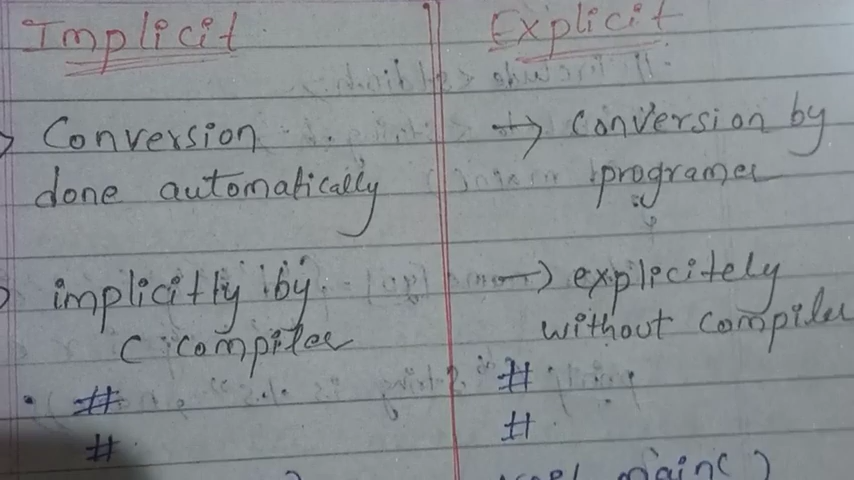 Implicit
Conversion
done automatically
implicitly by
C compiler
#
#
Explicit
→ Conversion by
programer
→ explicitely
without compiler
#
#
main()